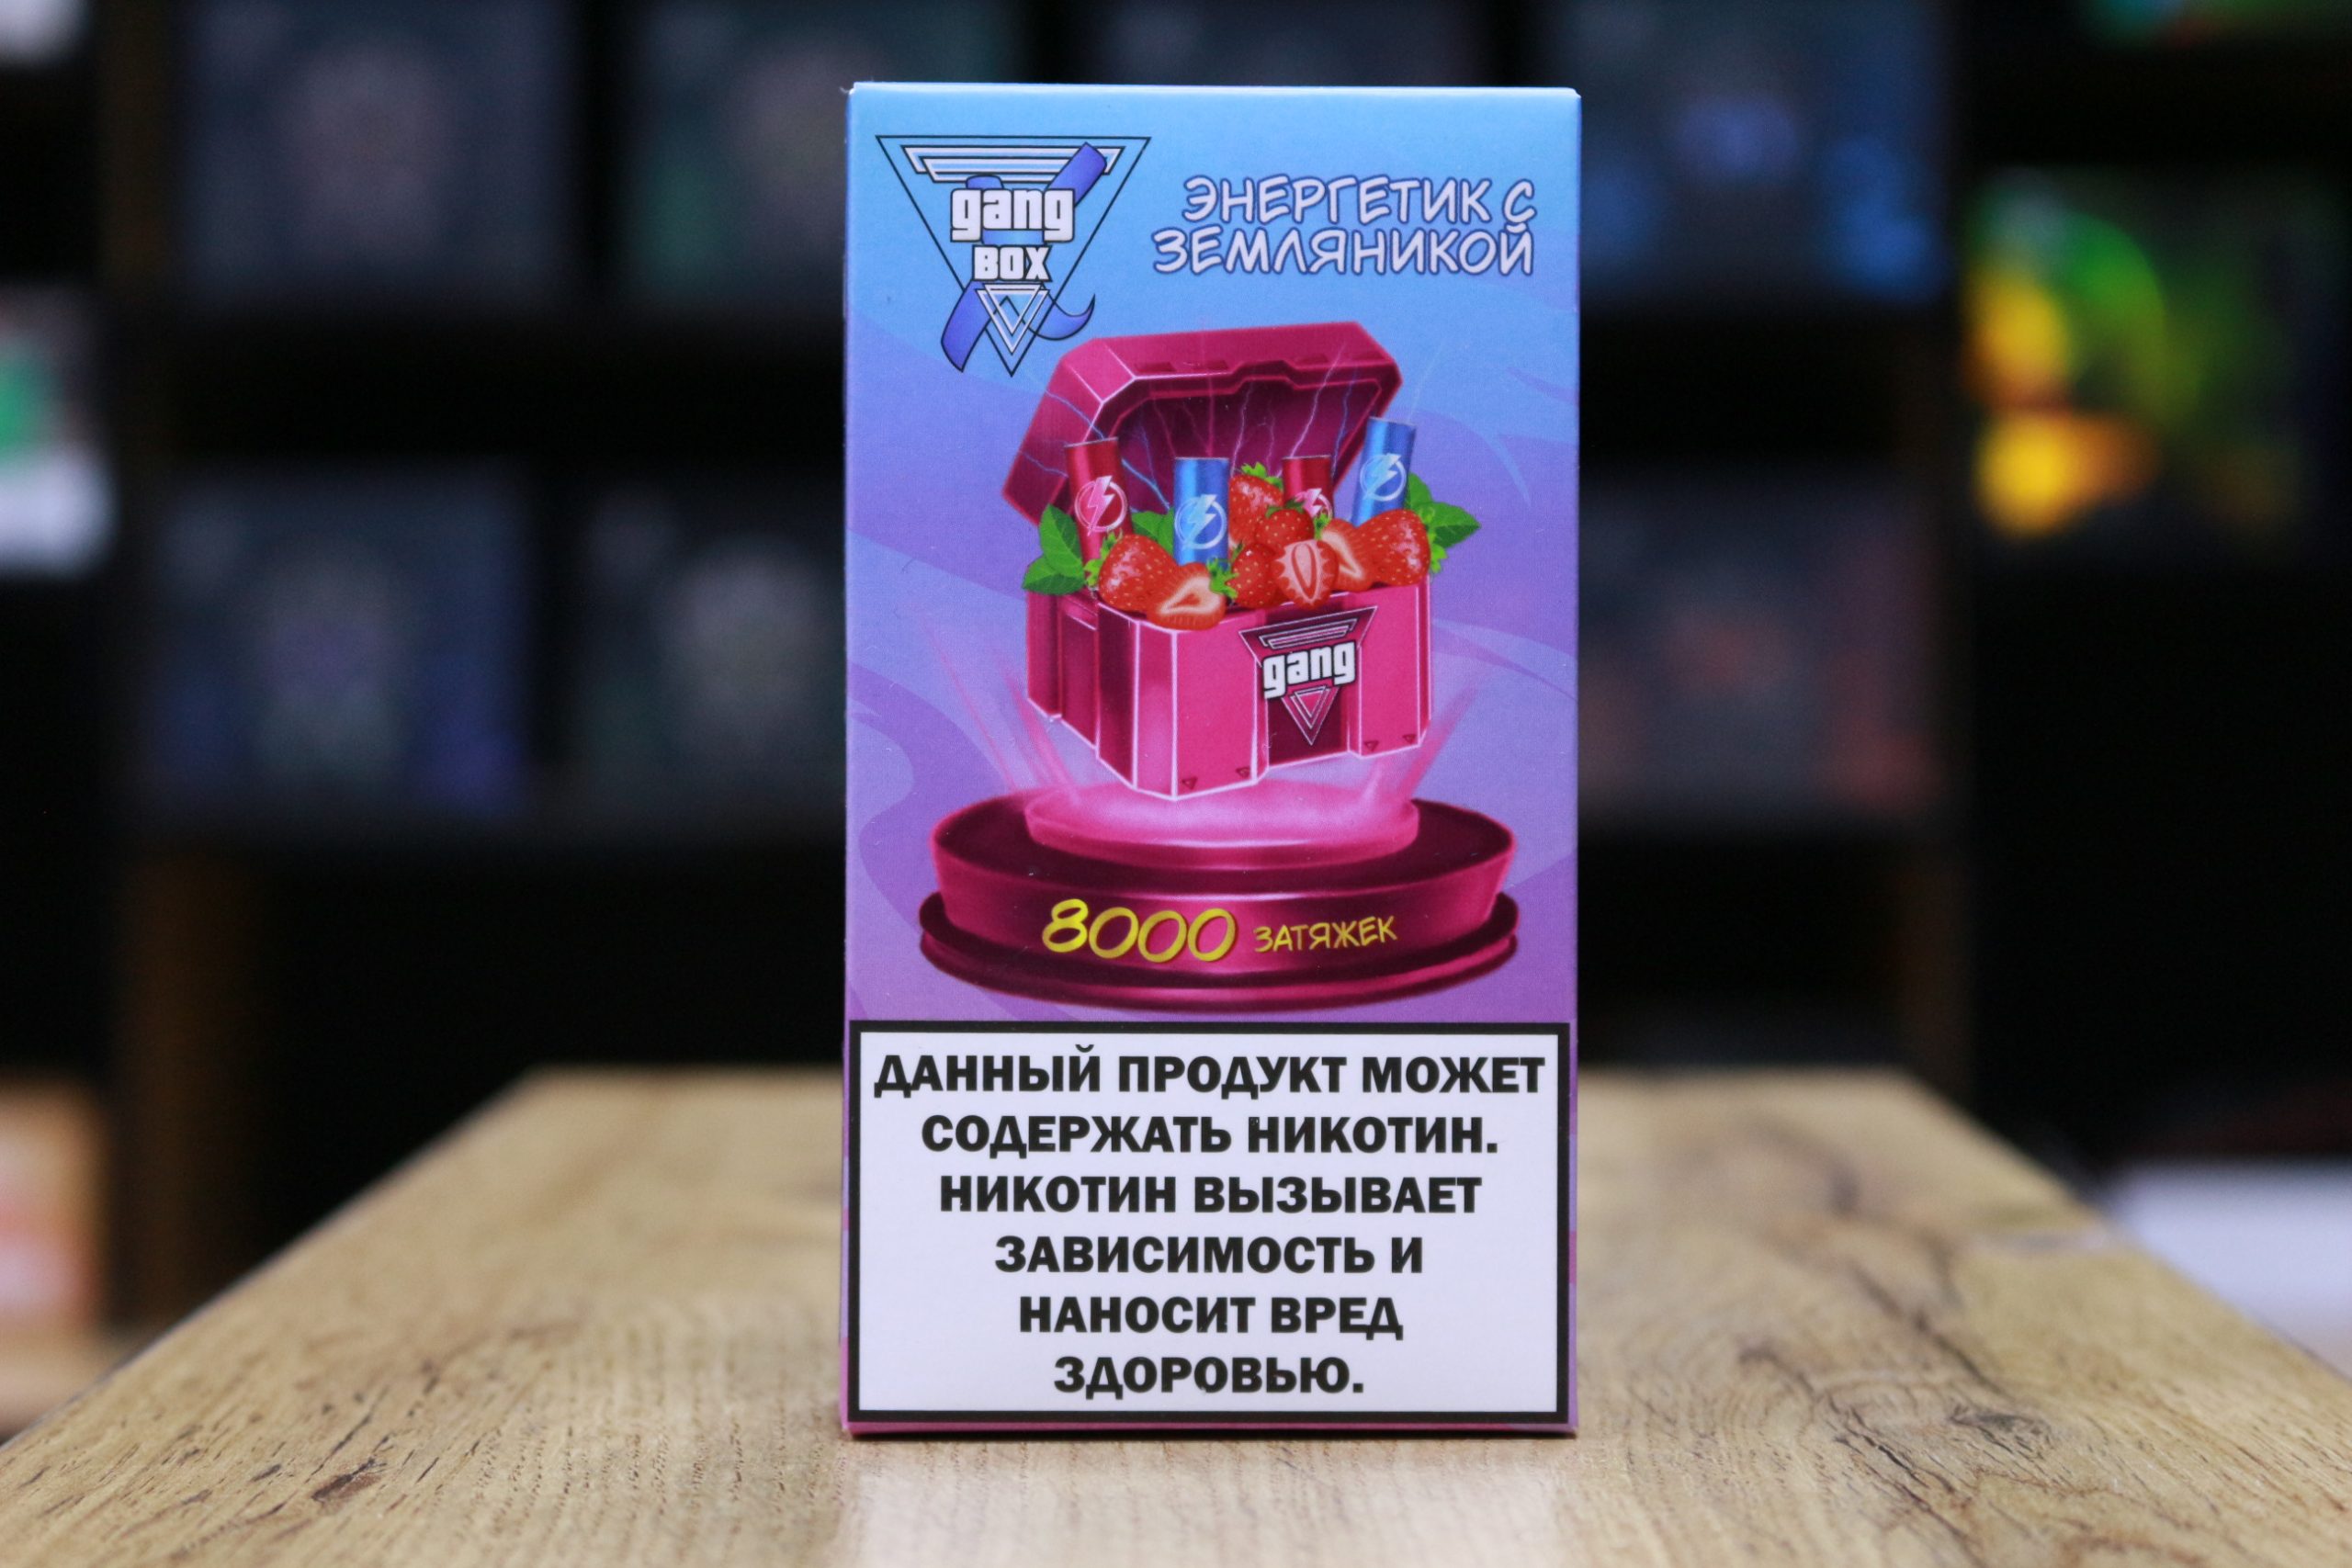 gang
BOX
ЭНЕРГЕТИК С
ЗЕМЛЯНИКОЙ
gang
8000 ЗАТЯЖЕК
ДАННЫЙ ПРОДУКТ МОЖЕТ
СОДЕРЖАТЬ НИКОТИН.
НИКОТИН ВЫЗЫВАЕТ
ЗАВИСИМОСТЬ И
НАНОСИТ ВРЕД
ЗДОРОВЬЮ.